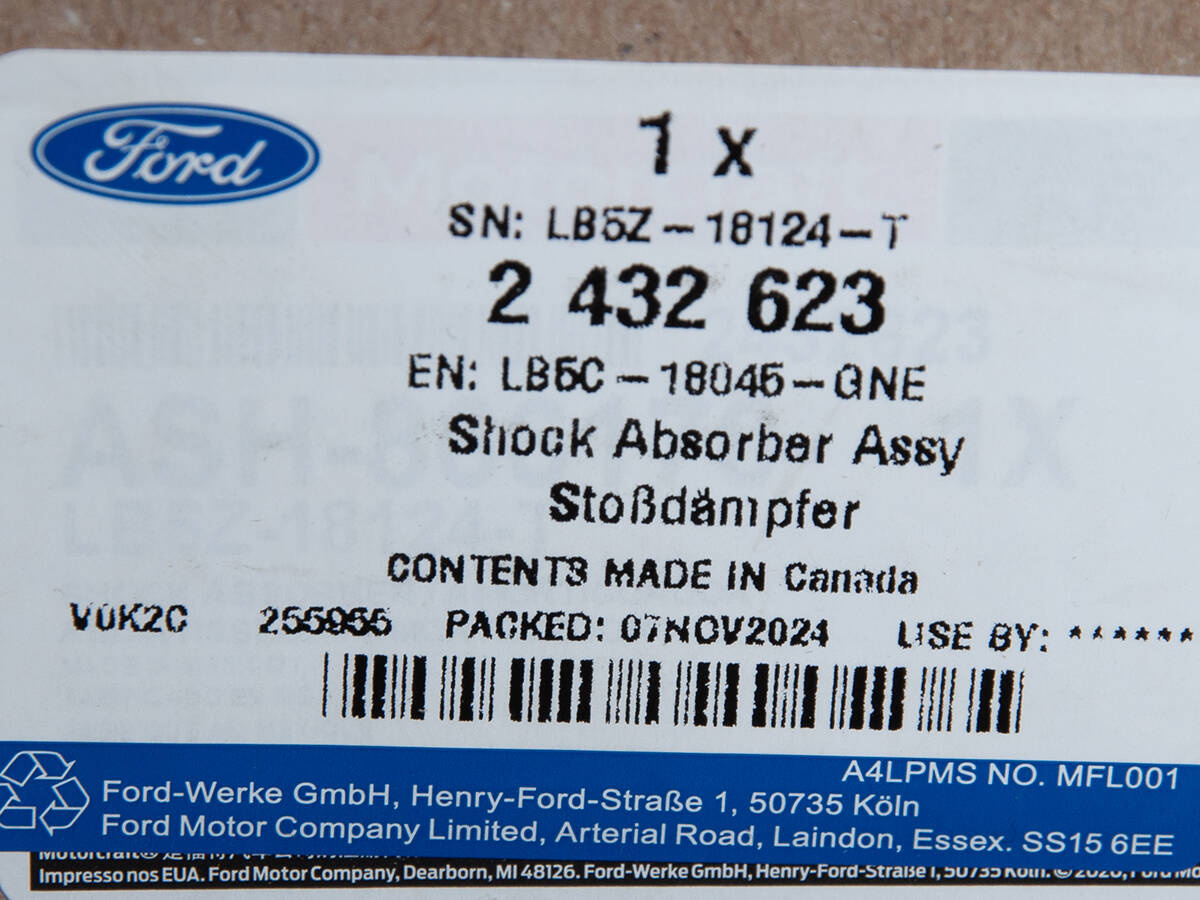 Ford
1 x
SN: LB5Z-18124-T
2 432 623
EN: LB5C-18045-GNE
Shock Absorber Assy
Stoßdämpfer
CONTENTS MADE IN Canada
V0K2C 255955 PACKED: 07NOV2024 USE BY: ******
A4LPMS NO. MFL001
Ford-Werke GmbH, Henry-Ford-Straße 1, 50735 Köln
Ford Motor Company Limited, Arterial Road, Laindon, Essex. SS15 6EE
Impresso nos EUA. Ford Motor Company, Dearborn, MI 48126. Ford-Werke GmbH, Henry-Ford-Straße 1, 50735 Köln. © 2020, Ford Mo